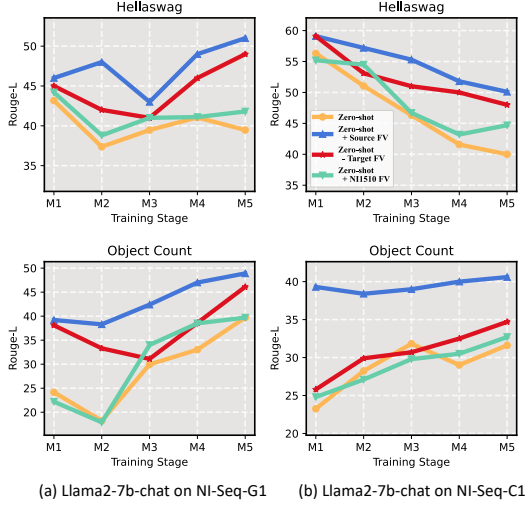 Hellaswag
50
45
40
35
Rouge-L
M1 M2 M3 M4 M5
Training Stage
Hellaswag
60
55
50
45
40
35
Rouge-L
Zero-shot
Zero-shot
+ Source FV
Zero-shot
- Target FV
Zero-shot
+ NI1510 FV
M1 M2 M3 M4 M5
Training Stage
Object Count
50
45
40
35
30
25
20
Rouge-L
M1 M2 M3 M4 M5
Training Stage
Object Count
40
35
30
25
20
Rouge-L
M1 M2 M3 M4 M5
Training Stage
(a) Llama2-7b-chat on NI-Seq-G1
(b) Llama2-7b-chat on NI-Seq-C1